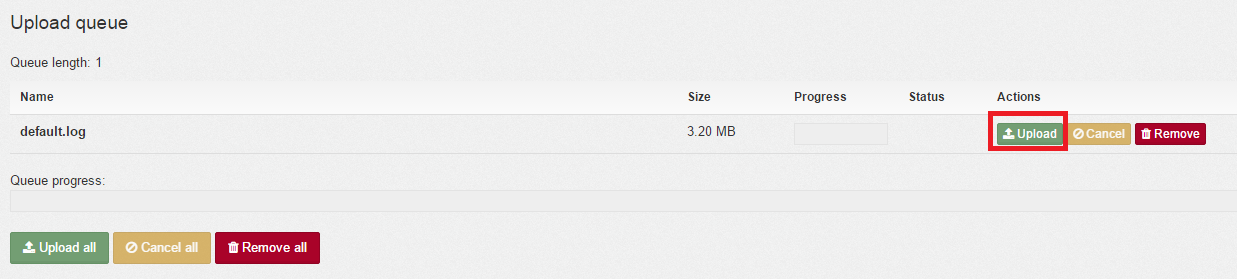 Upload queue
Queue length: 1
Name Size Progress Status Actions
default.log 3.20 MB Upload Cancel Remove
Queue progress:
Upload all Cancel all Remove all